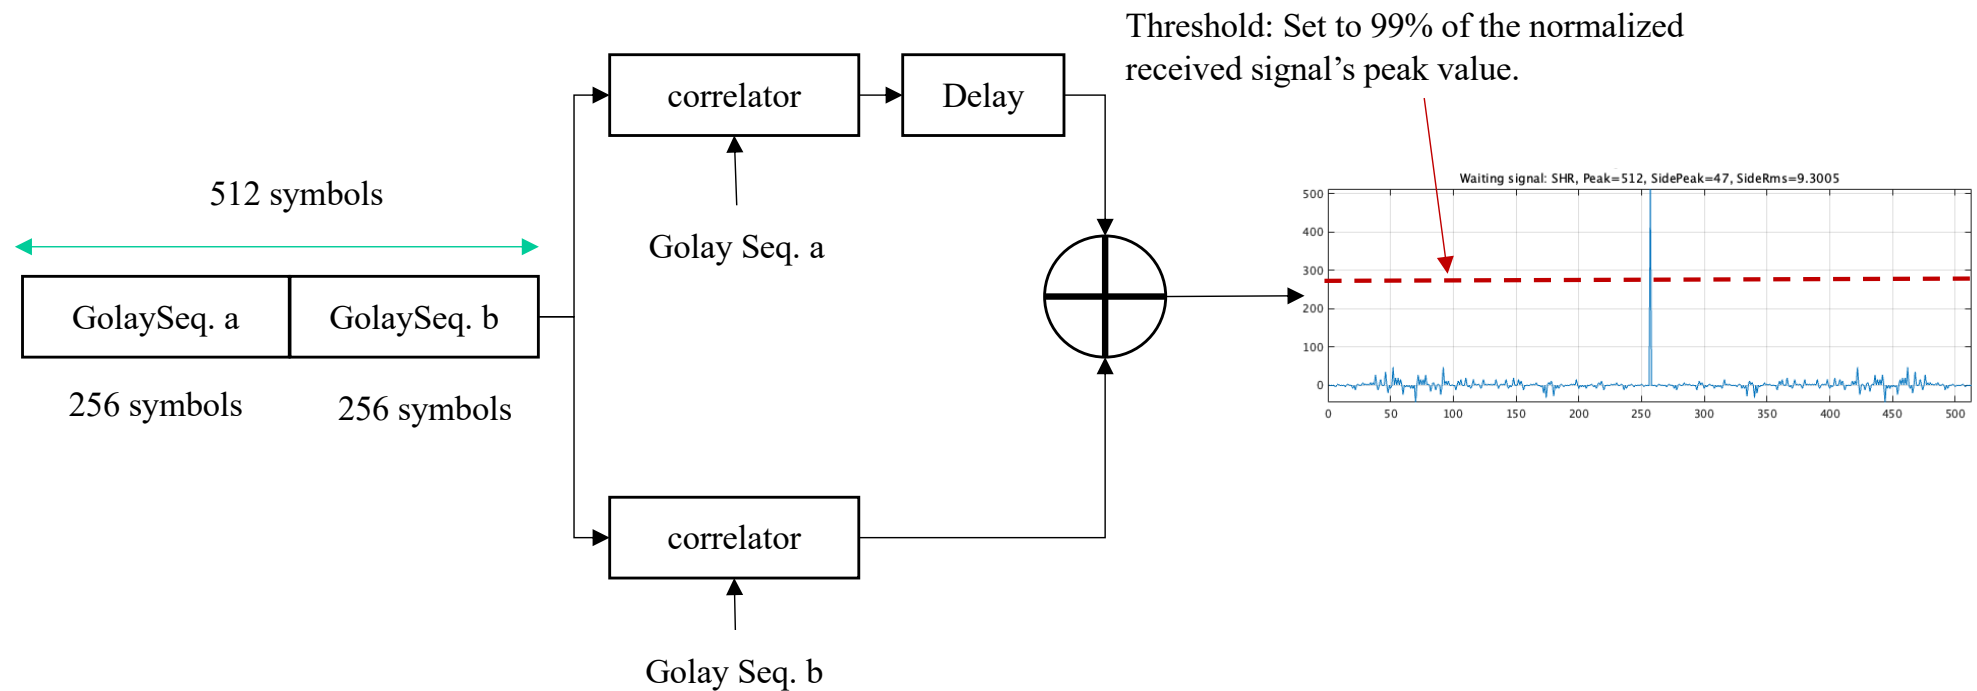 Threshold: Set to 99% of the normalized
received signal's peak value.
correlator
Delay
512 symbols
Golay Seq. a
GolaySeq. a
GolaySeq. b
256 symbols
256 symbols
correlator
Golay Seq. b
Waiting signal: SHR, Peak=512, SidePeak=47, SideRms=9.3005
500
400
300
200
100
0
0 50 100 150 200 250 300 350 400 450 500